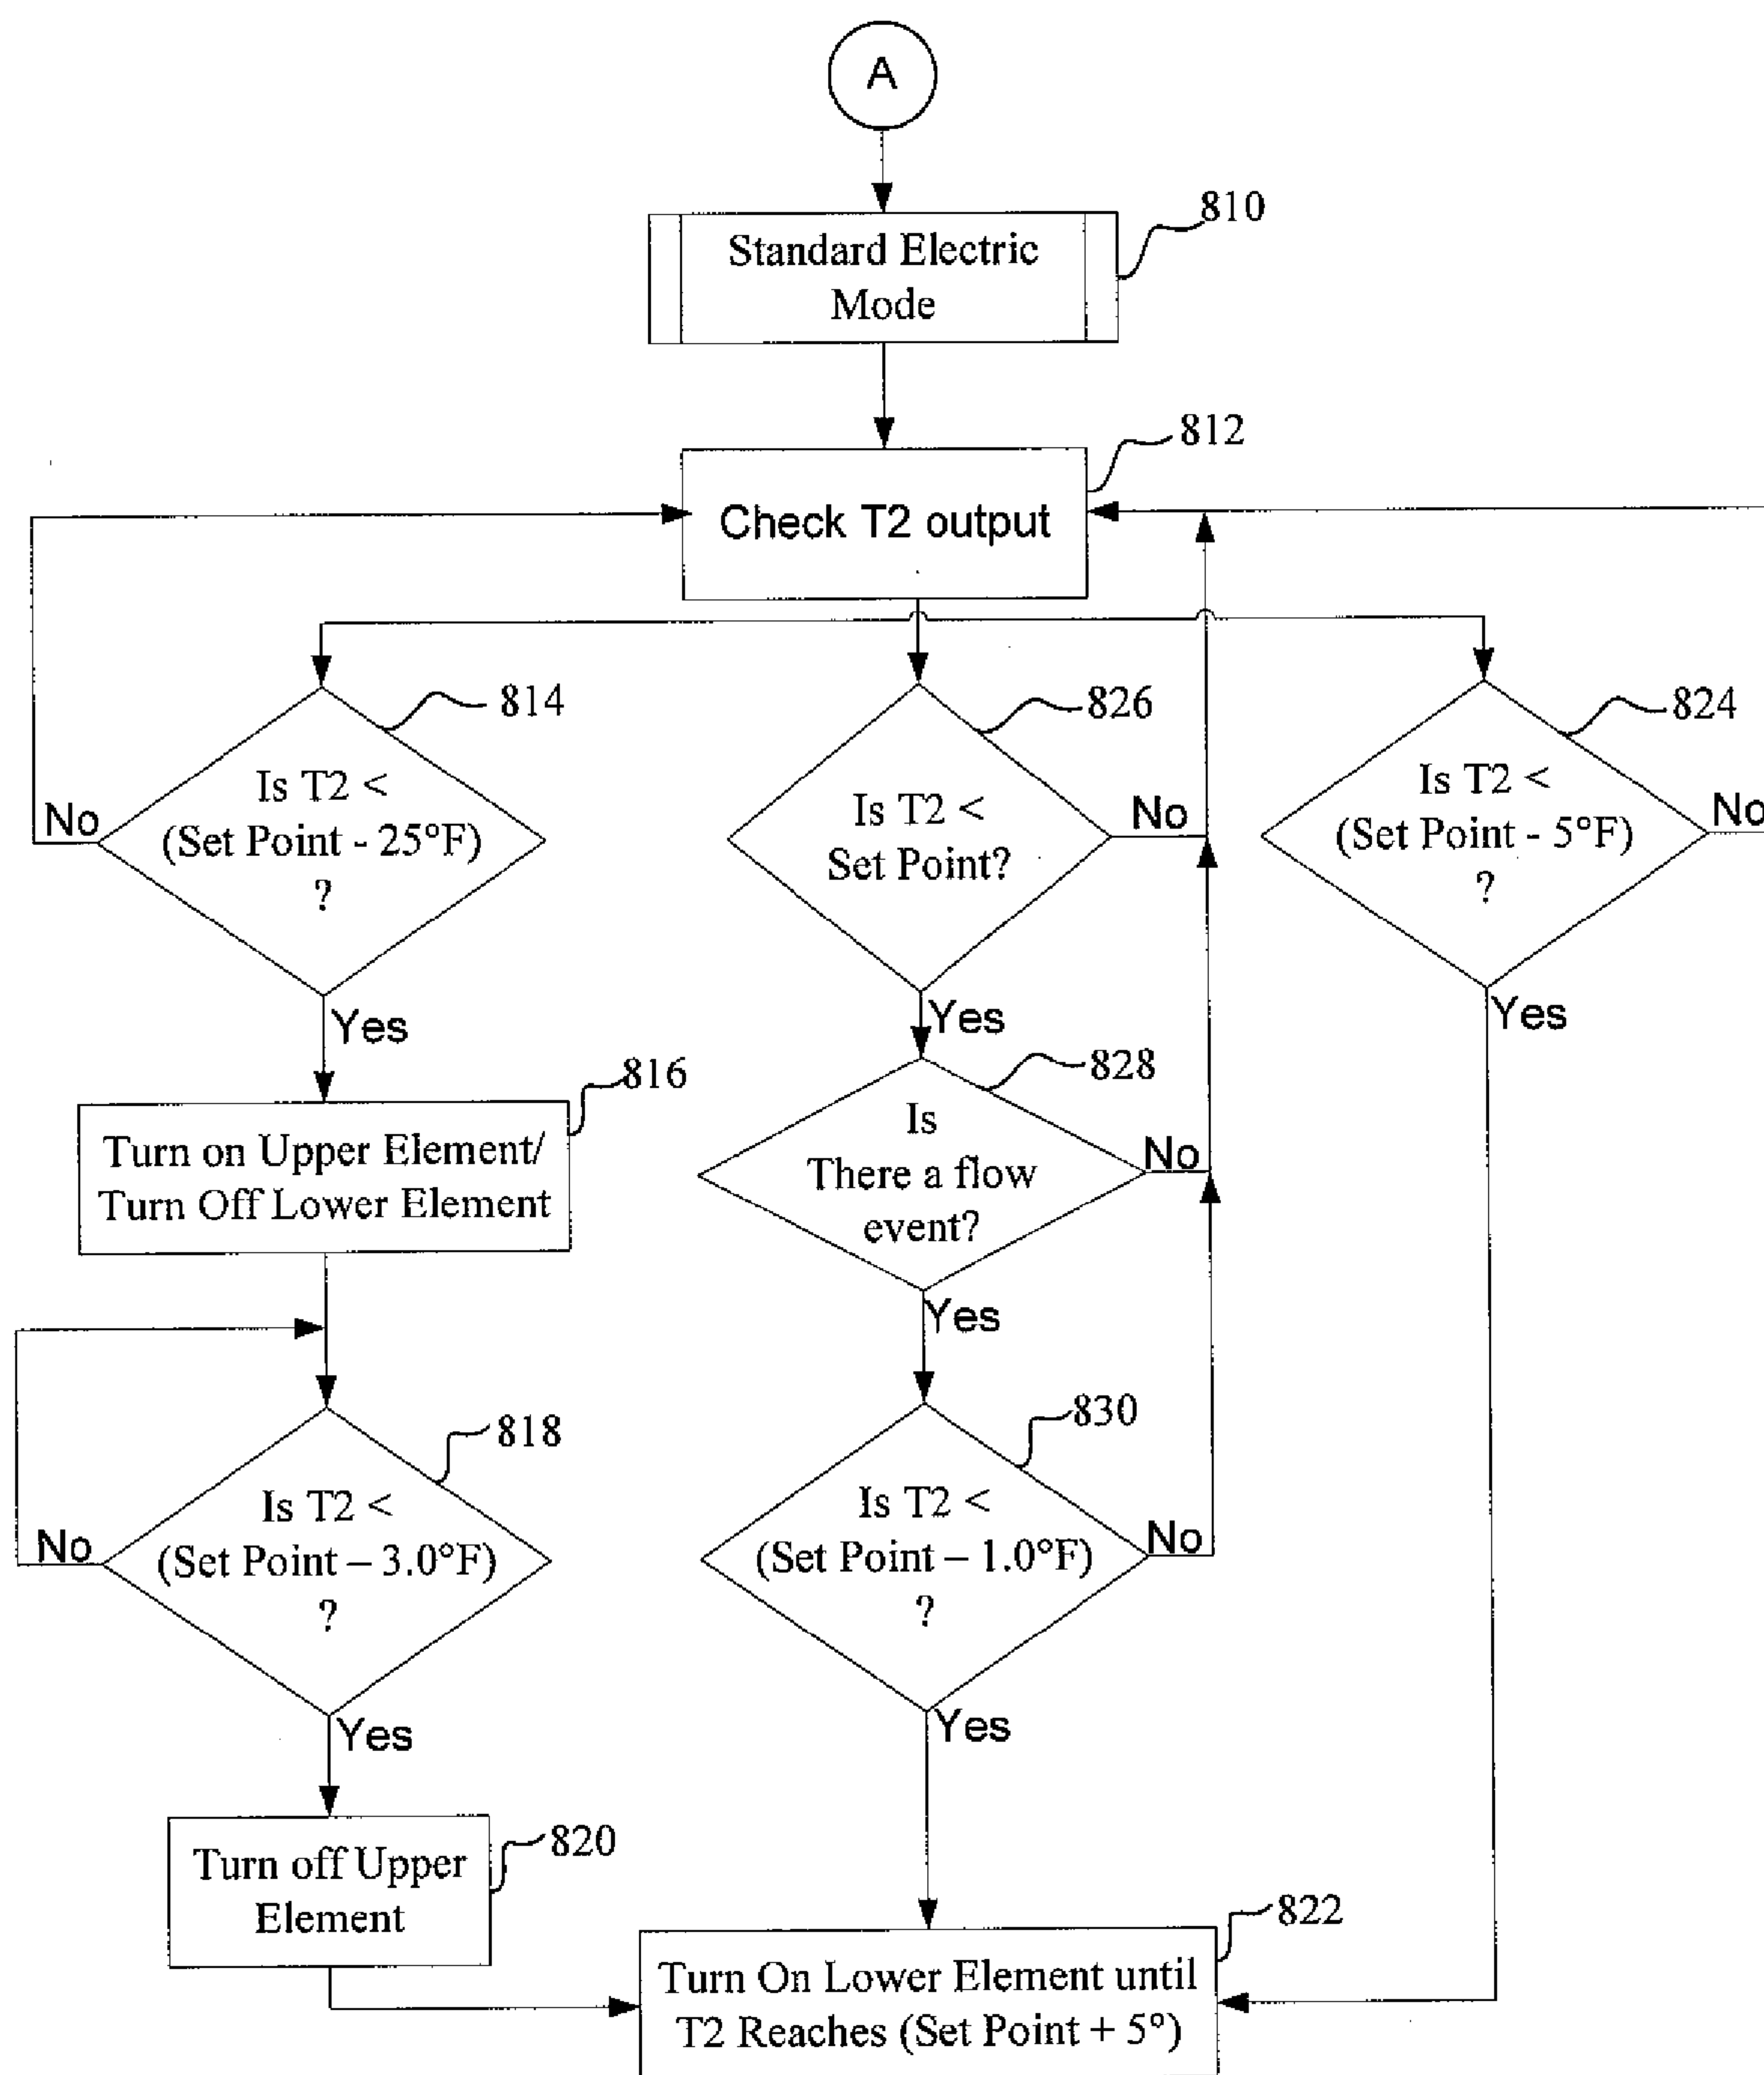 A
810
Standard Electric
Mode
812
Check T2 output
814
Is T2 <
(Set Point - 25°F)
?
No
Yes
826
Is T2 <
Set Point?
No
Yes
824
Is T2 <
(Set Point - 5°F)
?
No
Yes
816
Turn on Upper Element/
Turn Off Lower Element
828
Is
There a flow
event?
No
Yes
818
Is T2 <
(Set Point – 3.0°F)
?
No
Yes
830
Is T2 <
(Set Point – 1.0°F)
?
No
Yes
820
Turn off Upper
Element
822
Turn On Lower Element until
T2 Reaches (Set Point + 5°)